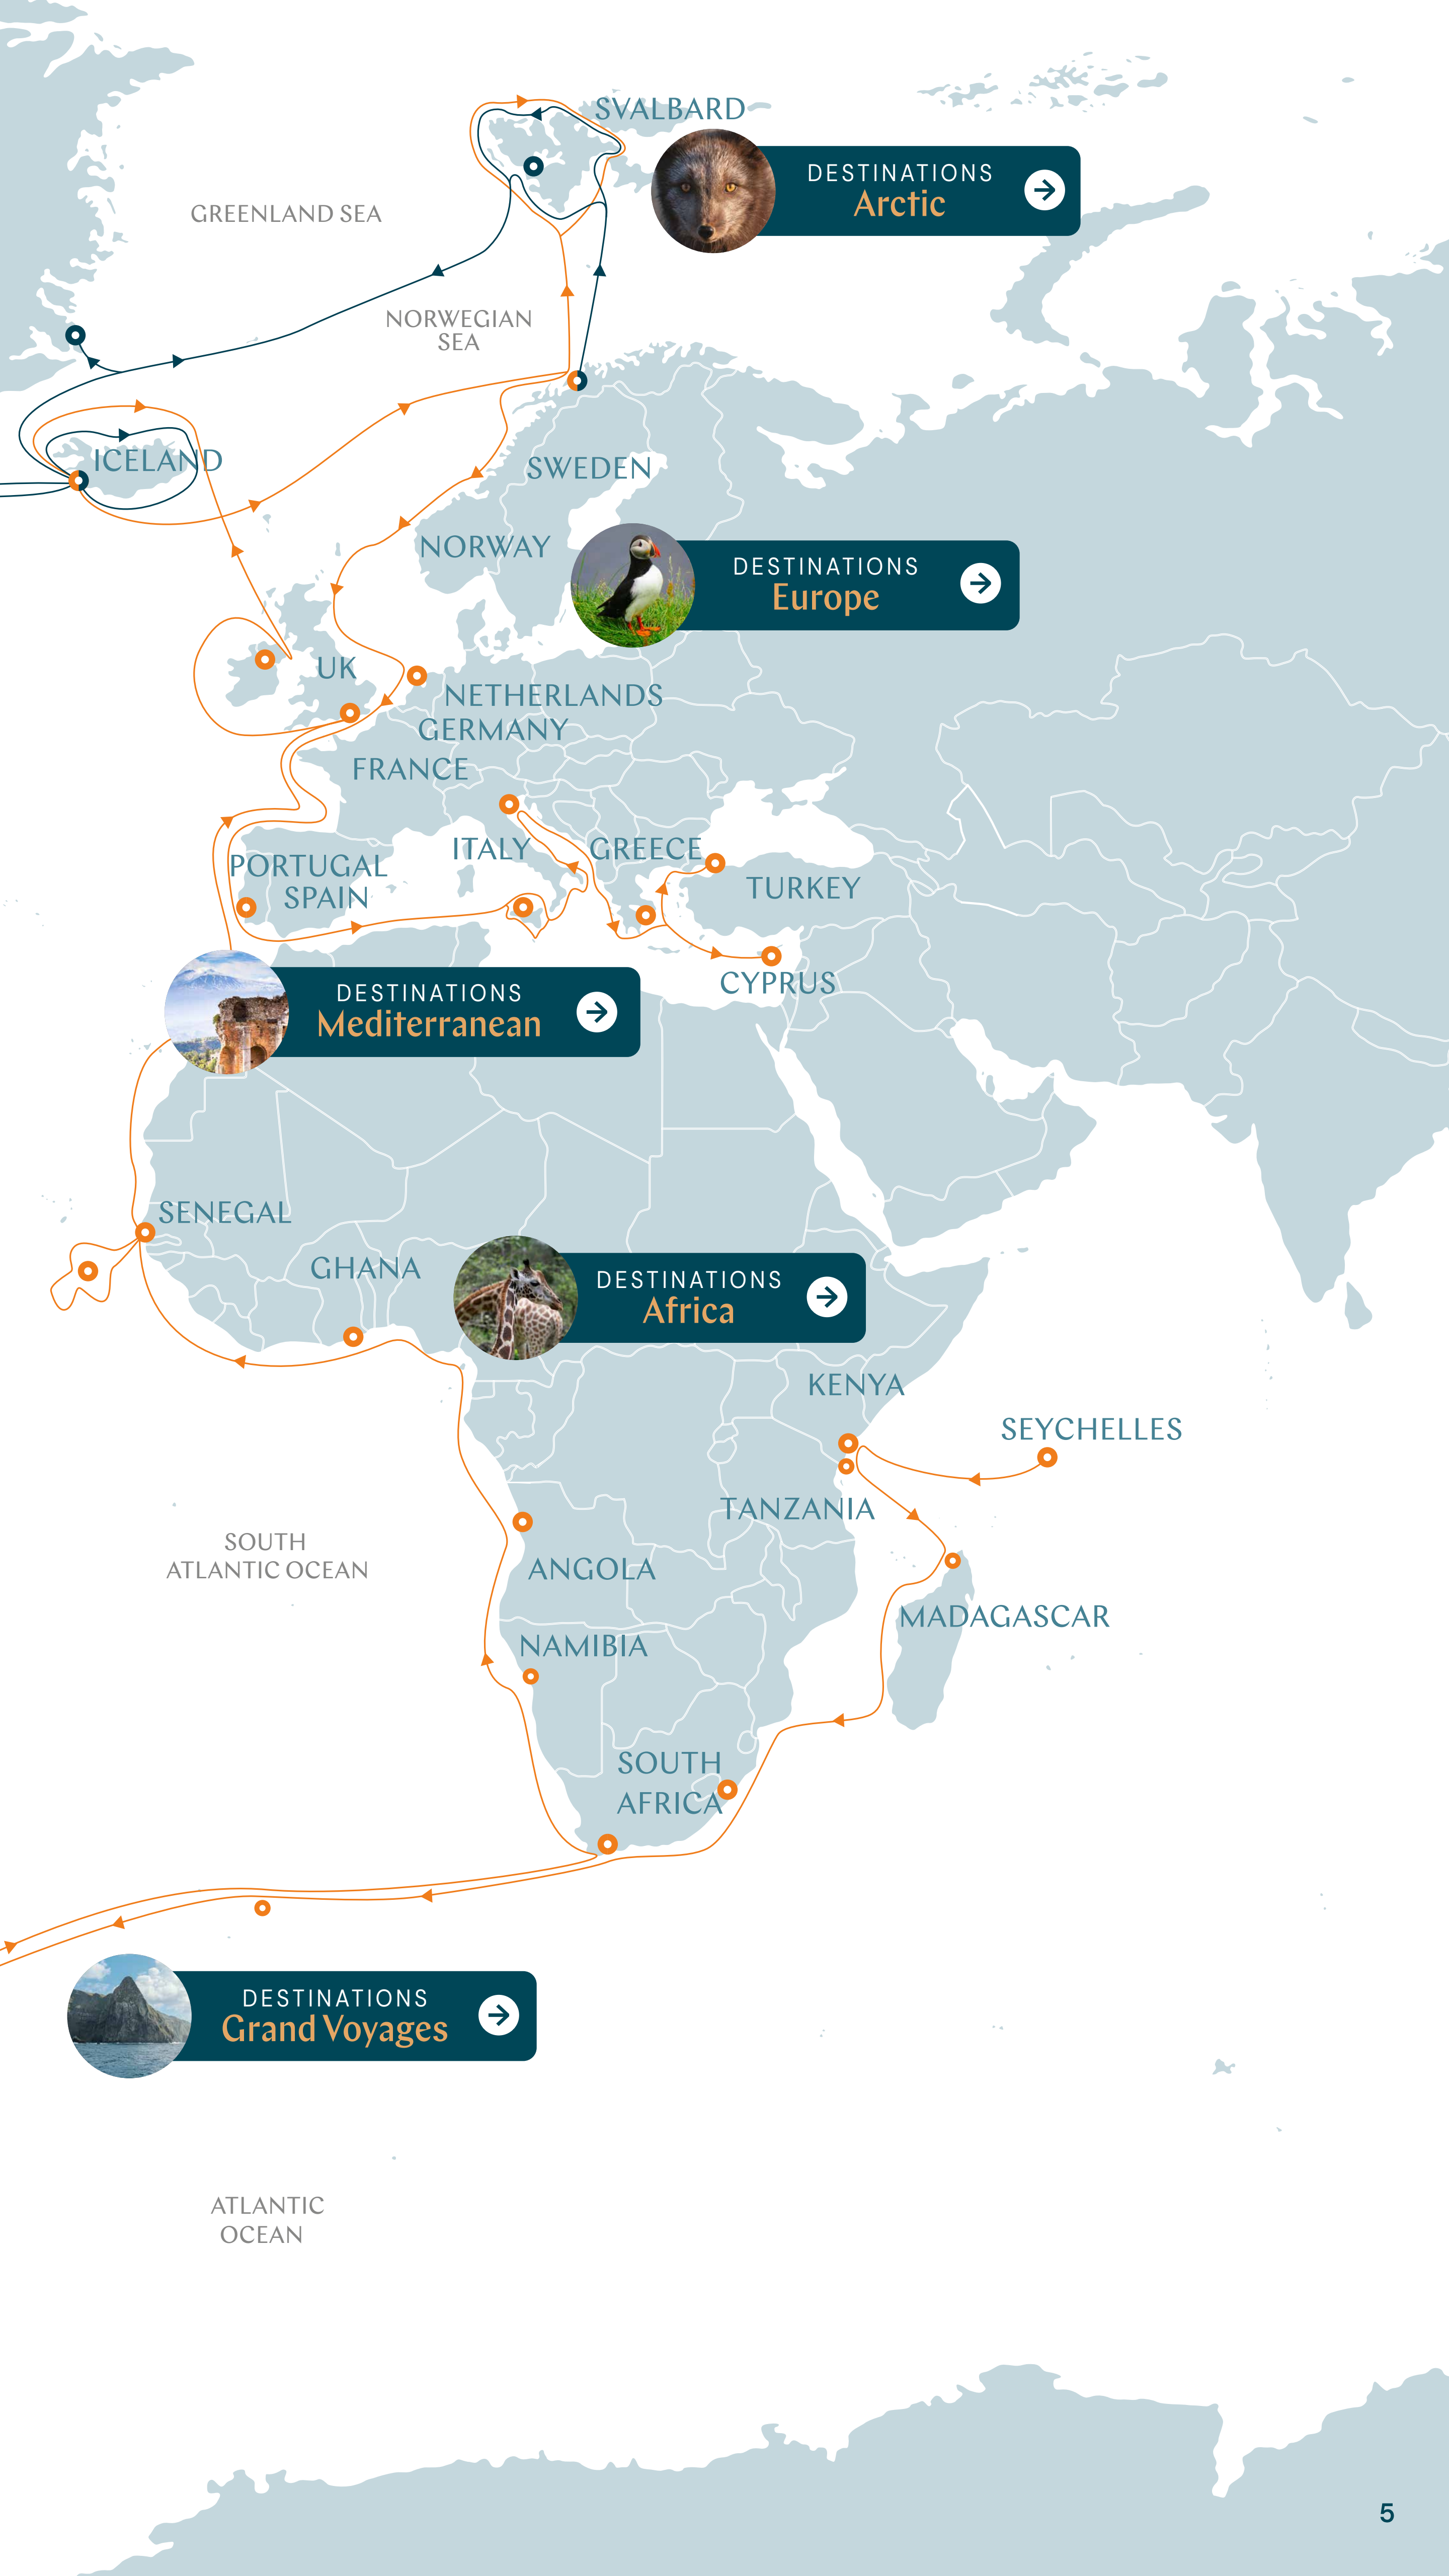 SVALBARD
DESTINATIONS
Arctic
GREENLAND SEA
NORWEGIAN
SEA
ICELAND
SWEDEN
NORWAY
DESTINATIONS
Europe
UK
NETHERLANDS
GERMANY
FRANCE
ITALY
GREECE
PORTUGAL
SPAIN
TURKEY
CYPRUS
DESTINATIONS
Mediterranean
SENEGAL
GHANA
DESTINATIONS
Africa
KENYA
SEYCHELLES
TANZANIA
SOUTH
ATLANTIC OCEAN
ANGOLA
MADAGASCAR
NAMIBIA
SOUTH
AFRICA
DESTINATIONS
Grand Voyages
ATLANTIC
OCEAN
5